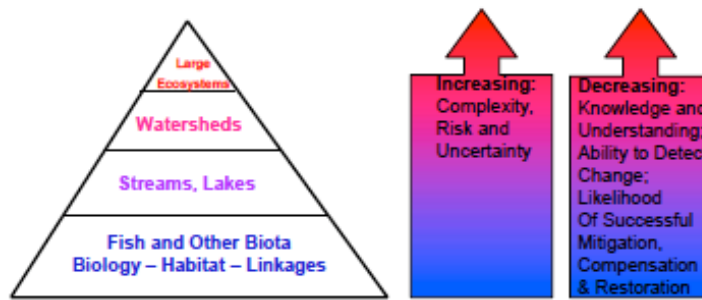 Large
Ecosystems
Watersheds
Streams, Lakes
Fish and Other Biota
Biology – Habitat – Linkages
Increasing:
Complexity,
Risk and
Uncertainty
Decreasing:
Knowledge and
Understanding;
Ability to Detec
Change;
Likelihood
Of Successful
Mitigation,
Compensation
& Restoration